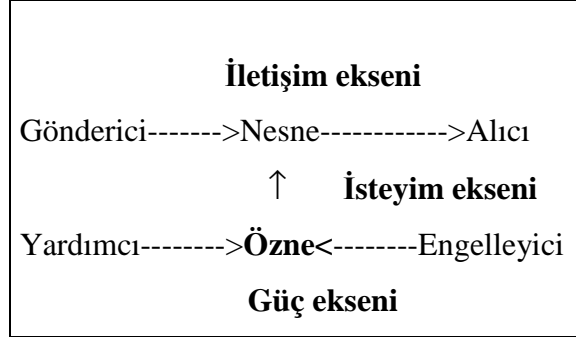 İletişim ekseni
Gönderici------->Nesne------------>Alıcı
↑ İsteyim ekseni
Yardımcı-------->Özne<--------Engelleyici
Güç ekseni